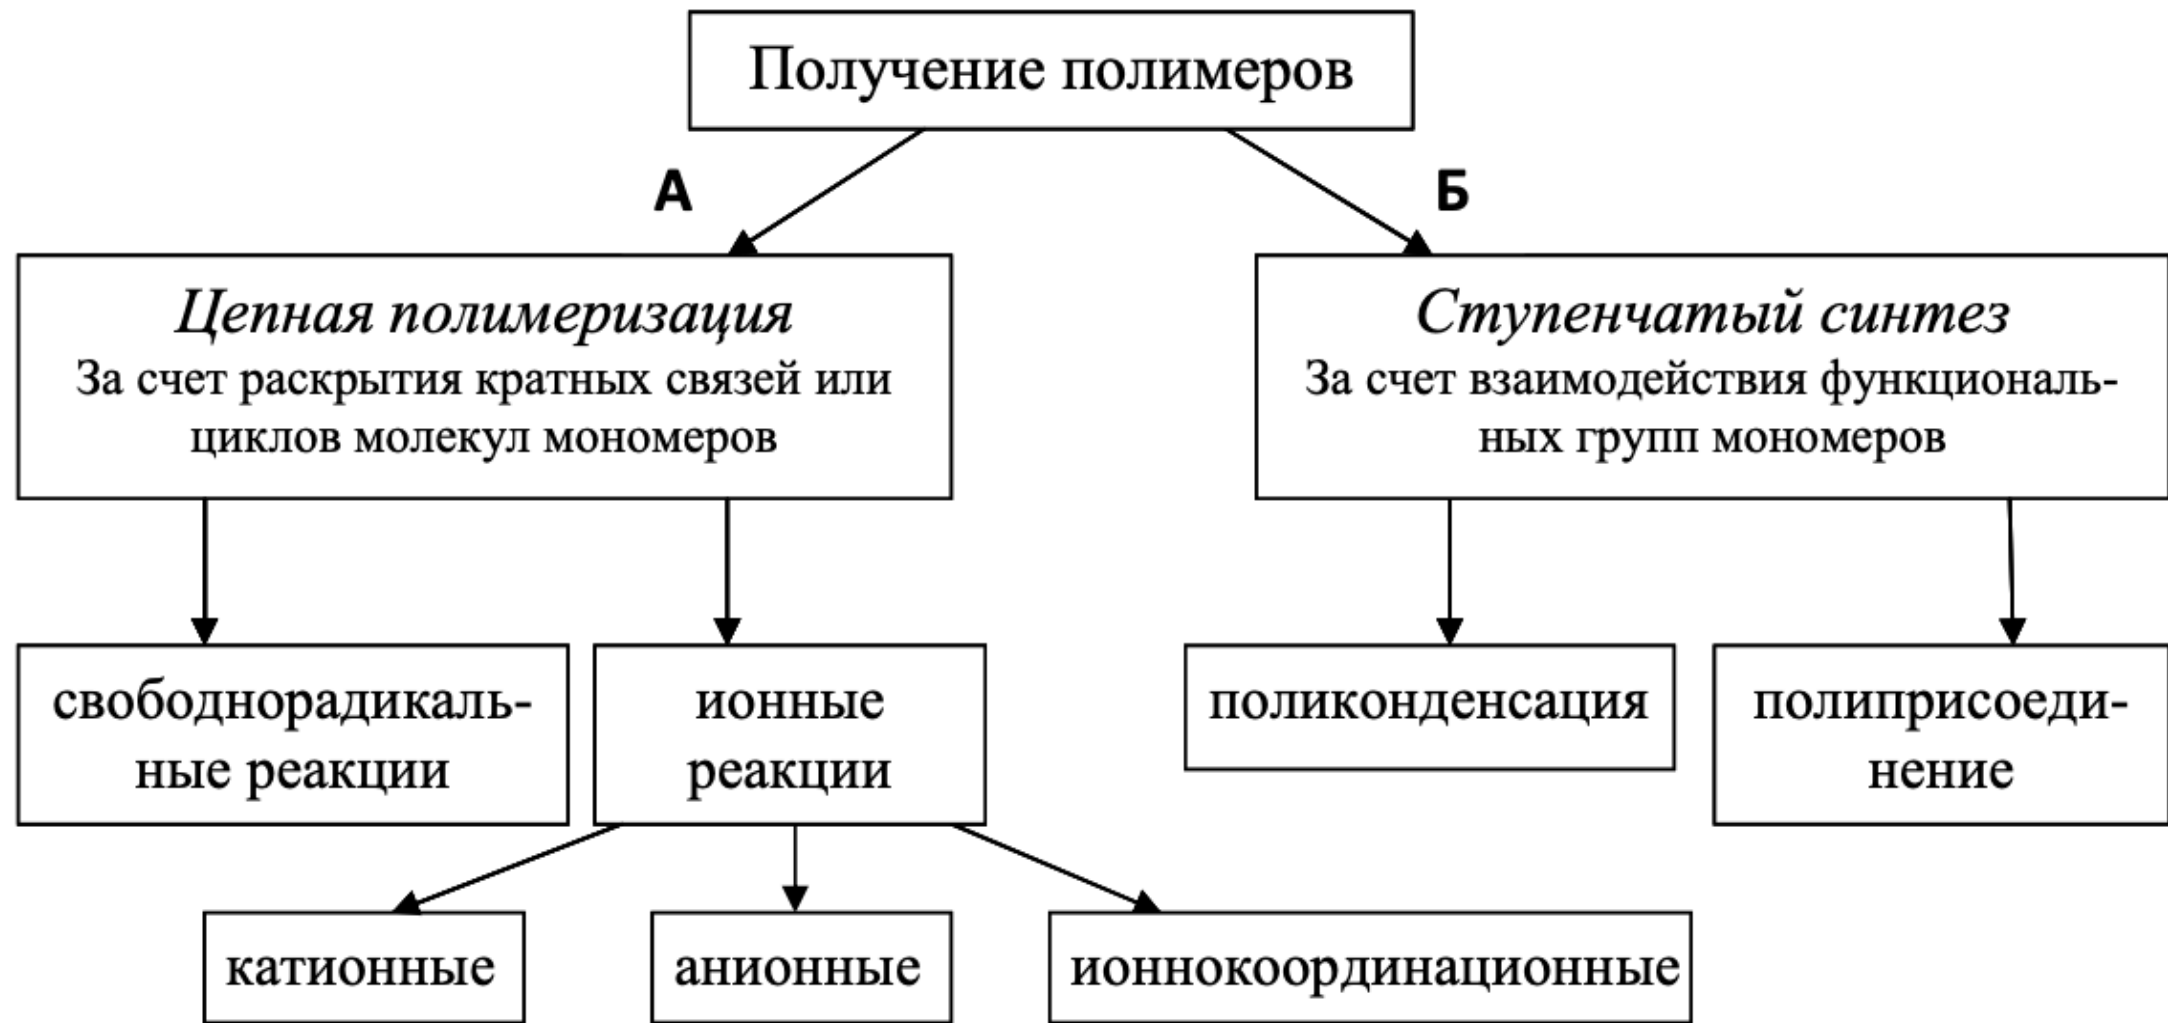 Получение полимеров
А
Б
Цепная полимеризация
За счет раскрытия кратных связей или
циклов молекул мономеров
Ступенчатый синтез
За счет взаимодействия функциональ-
ных групп мономеров
свободнорадикаль-
ные реакции
ионные
реакции
поликонденсация
полиприсоеди-
нение
катионные
анионные
ионнокоординационные